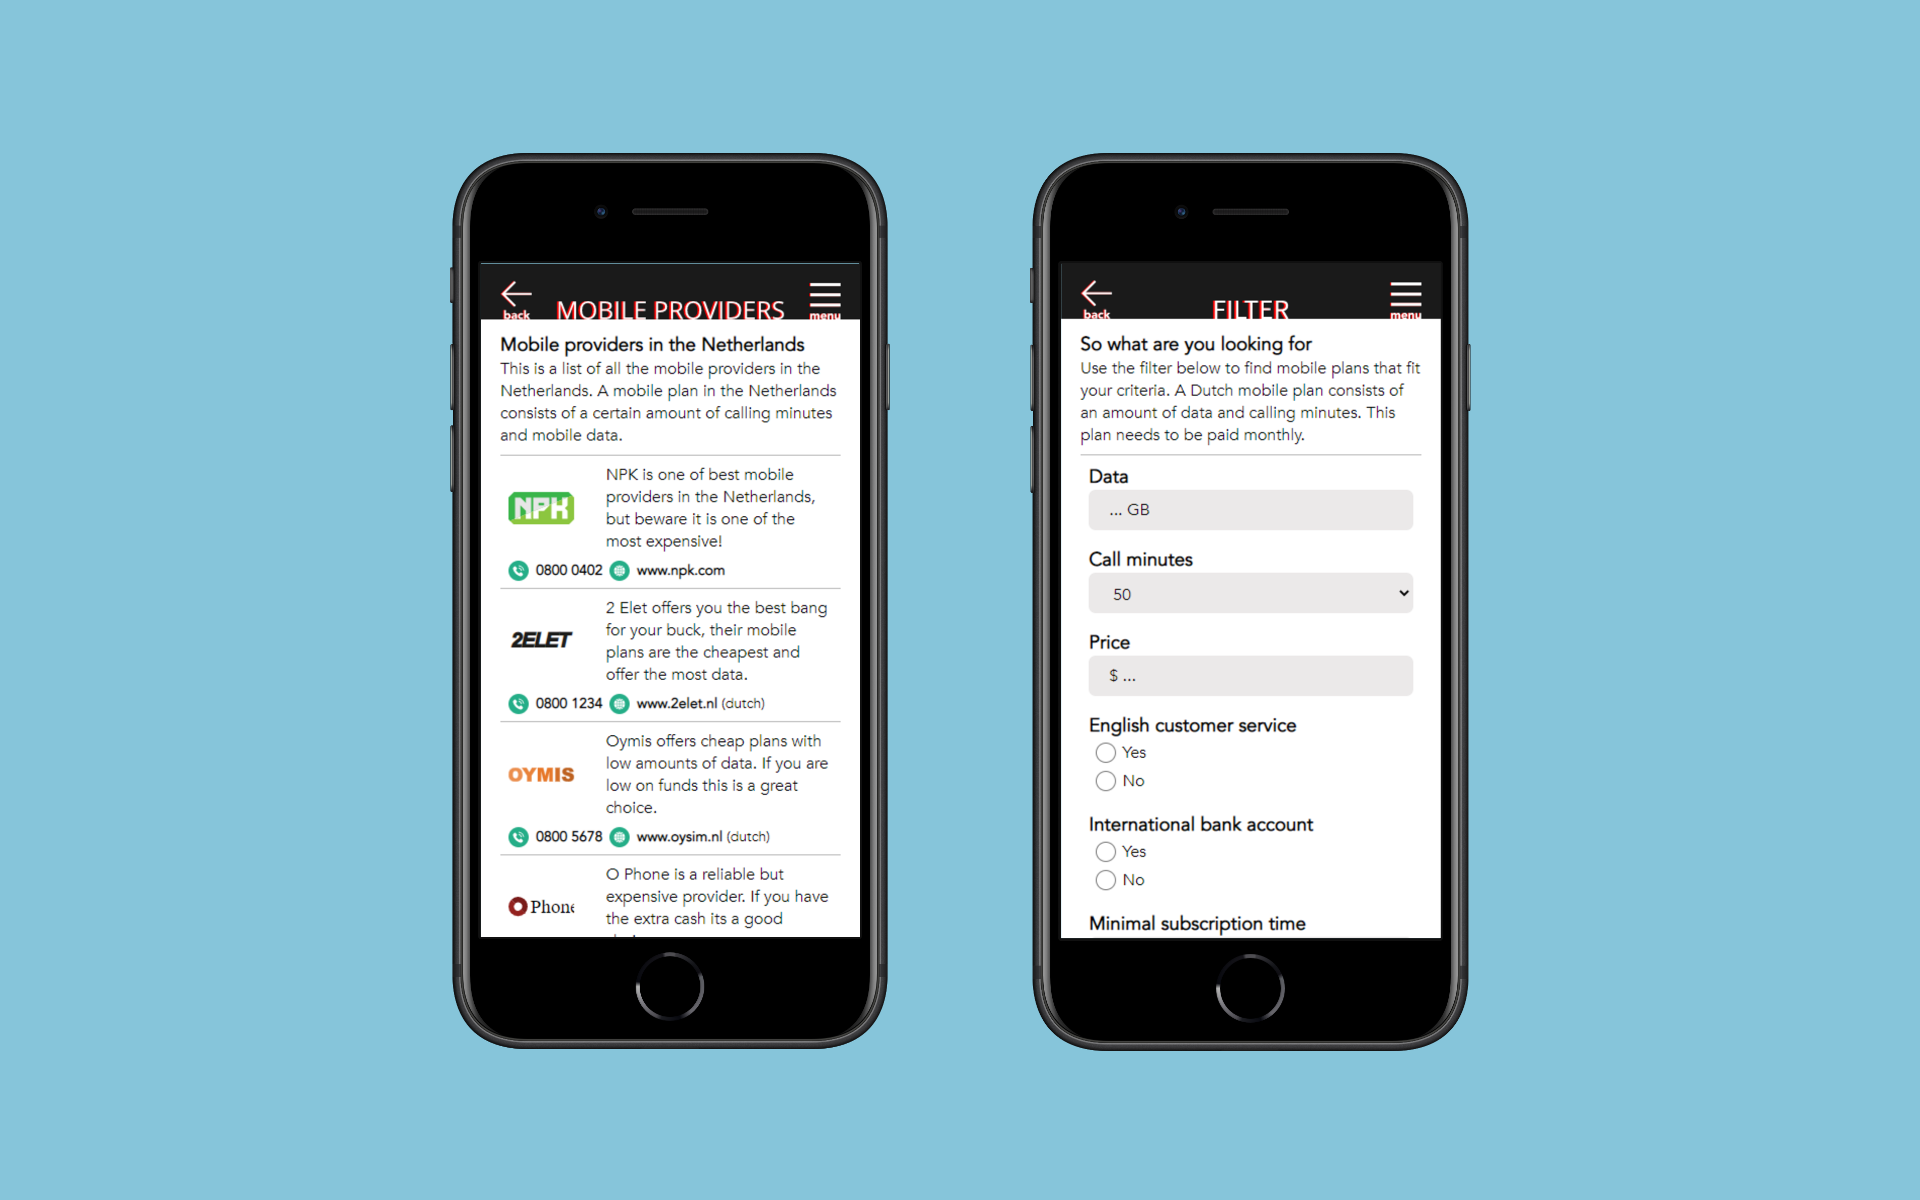 back
MOBILE PROVIDERS
menu
Mobile providers in the Netherlands
This is a list of all the mobile providers in the
Netherlands. A mobile plan in the Netherlands
consists of a certain amount of calling minutes
and mobile data.
NPK
NPK is one of best mobile
providers in the Netherlands,
but beware it is one of the
most expensive!
0800 0402 www.npk.com
2ELET
2 Elet offers you the best bang
for your buck, their mobile
plans are the cheapest and
offer the most data.
0800 1234 www.2elet.nl (dutch)
OYMIS
Oymis offers cheap plans with
low amounts of data. If you are
low on funds this is a great
choice.
0800 5678 www.oysim.nl (dutch)
Phone
O Phone is a reliable but
expensive provider. If you have
the extra cash its a good
back
FILTER
menu
So what are you looking for
Use the filter below to find mobile plans that fit
your criteria. A Dutch mobile plan consists of
an amount of data and calling minutes. This
plan needs to be paid monthly.
Data
... GB
Call minutes
50
Price
$ ...
English customer service
Yes
No
International bank account
Yes
No
Minimal subscription time